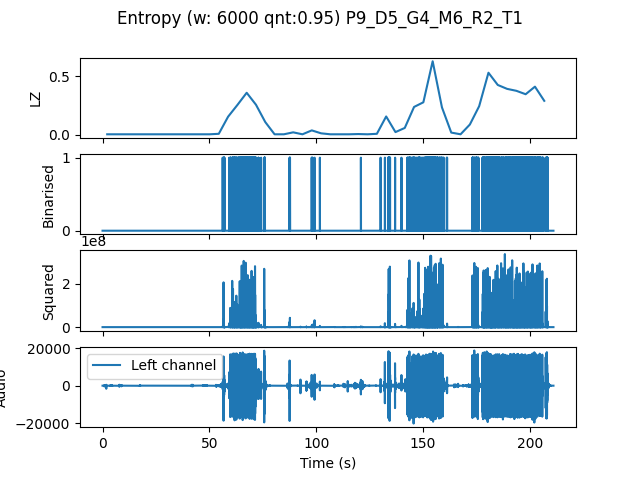 Entropy (w: 6000 qnt:0.95) P9_D5_G4_M6_R2_T1
LZ
0.5
0.0
Binarised
1
0
1e8
Squared
2
0
Audio
20000
0
−20000
Left channel
0
50
100
150
200
Time (s)